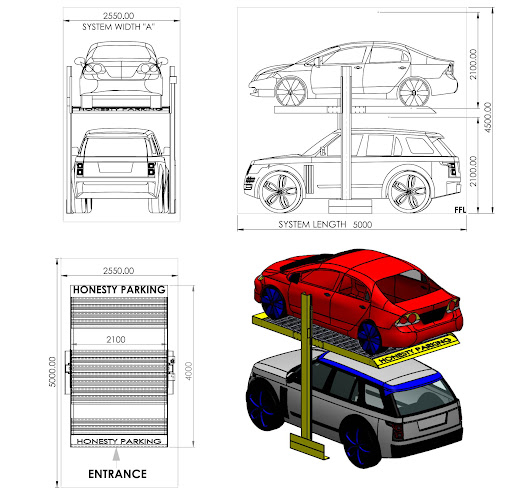 2550.00
SYSTEM WIDTH "A"
HONESTY PARKING
2100.00
4500.00
2100.00
FFL
SYSTEM LENGTH 5000
2550.00
HONESTY PARKING
2100
5000.00
4000
HONESTY PARKING
ENTRANCE
HONESTY PARKING